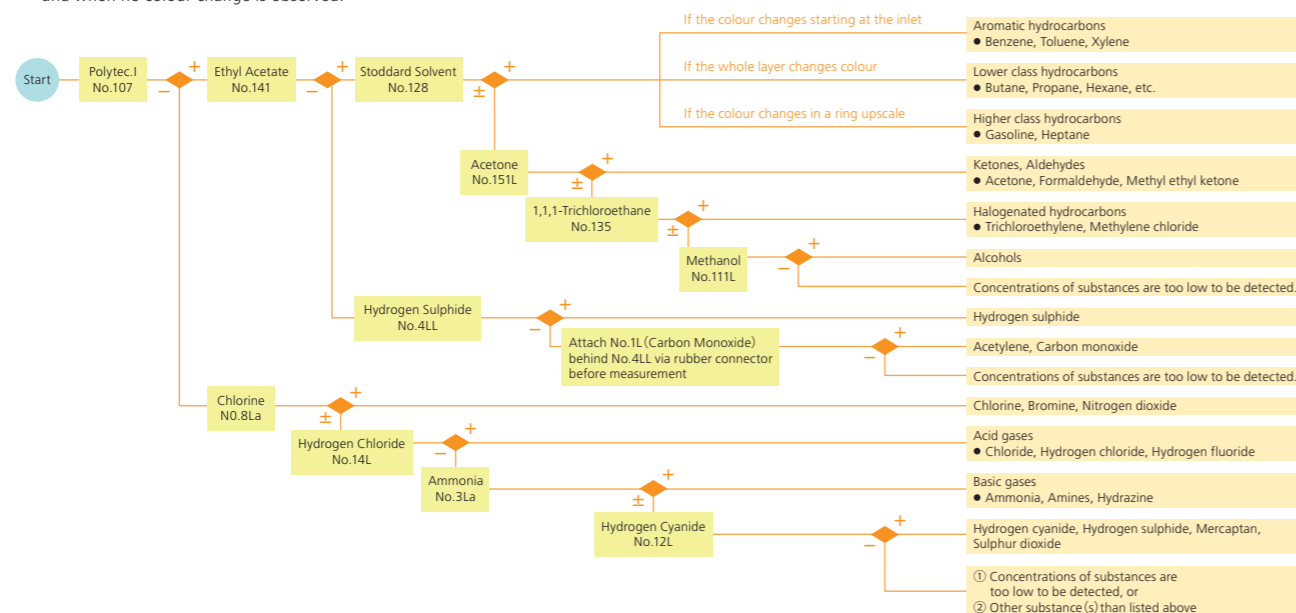 and when no colour change is observed.
Start
Polytec.I
No.107
+
−
Ethyl Acetate
No.141
+
−
Stoddard Solvent
No.128
+
±
If the colour changes starting at the inlet
Aromatic hydrocarbons
● Benzene, Toluene, Xylene
If the whole layer changes colour
Lower class hydrocarbons
● Butane, Propane, Hexane, etc.
If the colour changes in a ring upscale
Higher class hydrocarbons
● Gasoline, Heptane
Acetone
No.151L
+
±
Ketones, Aldehydes
● Acetone, Formaldehyde, Methyl ethyl ketone
1,1,1-Trichloroethane
No.135
+
±
Halogenated hydrocarbons
● Trichloroethylene, Methylene chloride
Methanol
No.111L
+
−
Alcohols
Concentrations of substances are too low to be detected.
Hydrogen Sulphide
No.4LL
+
−
Hydrogen sulphide
Attach No.1L (Carbon Monoxide)
behind No.4LL via rubber connector
before measurement
+
−
Acetylene, Carbon monoxide
Concentrations of substances are too low to be detected.
Chlorine
N0.8La
+
±
Chlorine, Bromine, Nitrogen dioxide
Hydrogen Chloride
No.14L
+
−
Acid gases
● Chloride, Hydrogen chloride, Hydrogen fluoride
Ammonia
No.3La
+
±
Basic gases
● Ammonia, Amines, Hydrazine
Hydrogen Cyanide
No.12L
+
−
Hydrogen cyanide, Hydrogen sulphide, Mercaptan,
Sulphur dioxide
① Concentrations of substances are
too low to be detected, or
② Other substance(s) than listed above